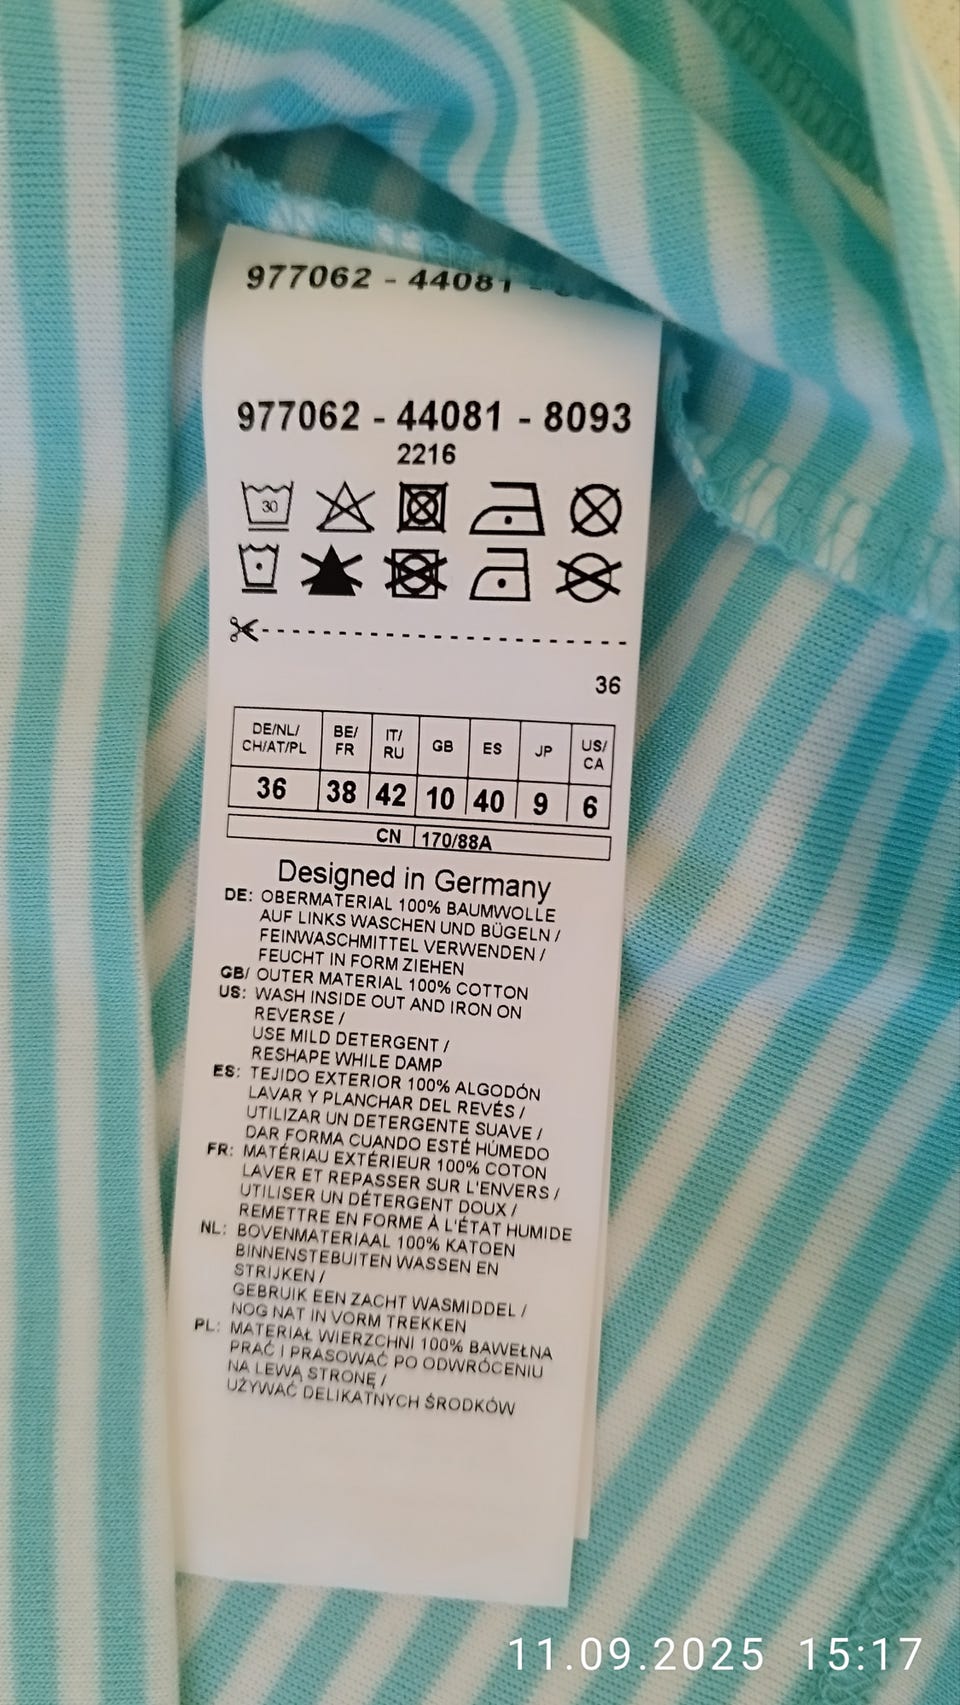 977062 - 44081
977062 - 44081 - 8093
2216
30
36
DE/NL/ CH/AT/PL BE/ FR IT/ RU GB ES JP US/ CA
36 38 42 10 40 9 6
CN 170/88A
Designed in Germany
DE: OBERMATERIAL 100% BAUMWOLLE
AUF LINKS WASCHEN UND BÜGELN /
FEINWASCHMITTEL VERWENDEN /
FEUCHT IN FORM ZIEHEN
GB/ OUTER MATERIAL 100% COTTON
US: WASH INSIDE OUT AND IRON ON
REVERSE /
USE MILD DETERGENT /
RESHAPE WHILE DAMP
ES: TEJIDO EXTERIOR 100% ALGODÓN
LAVAR Y PLANCHAR DEL REVÉS /
UTILIZAR UN DETERGENTE SUAVE /
DAR FORMA CUANDO ESTÉ HÚMEDO
FR: MATÉRIAU EXTÉRIEUR 100% COTON
LAVER ET REPASSER SUR L'ENVERS /
UTILISER UN DÉTERGENT DOUX /
REMETTRE EN FORME À L'ÉTAT HUMIDE
NL: BOVENMATERIAAL 100% KATOEN
BINNENSTEBUITEN WASSEN EN
STRIJKEN /
GEBRUIK EEN ZACHT WASMIDDEL /
NOG NAT IN VORM TREKKEN
PL: MATERIAŁ WIERZCHNI 100% BAWEŁNA
PRAĆ I PRASOWAĆ PO ODWRÓCENIU
NA LEWĄ STRONĘ /
UŻYWAĆ DELIKATNYCH ŚRODKÓW
11.09.2025 15:17